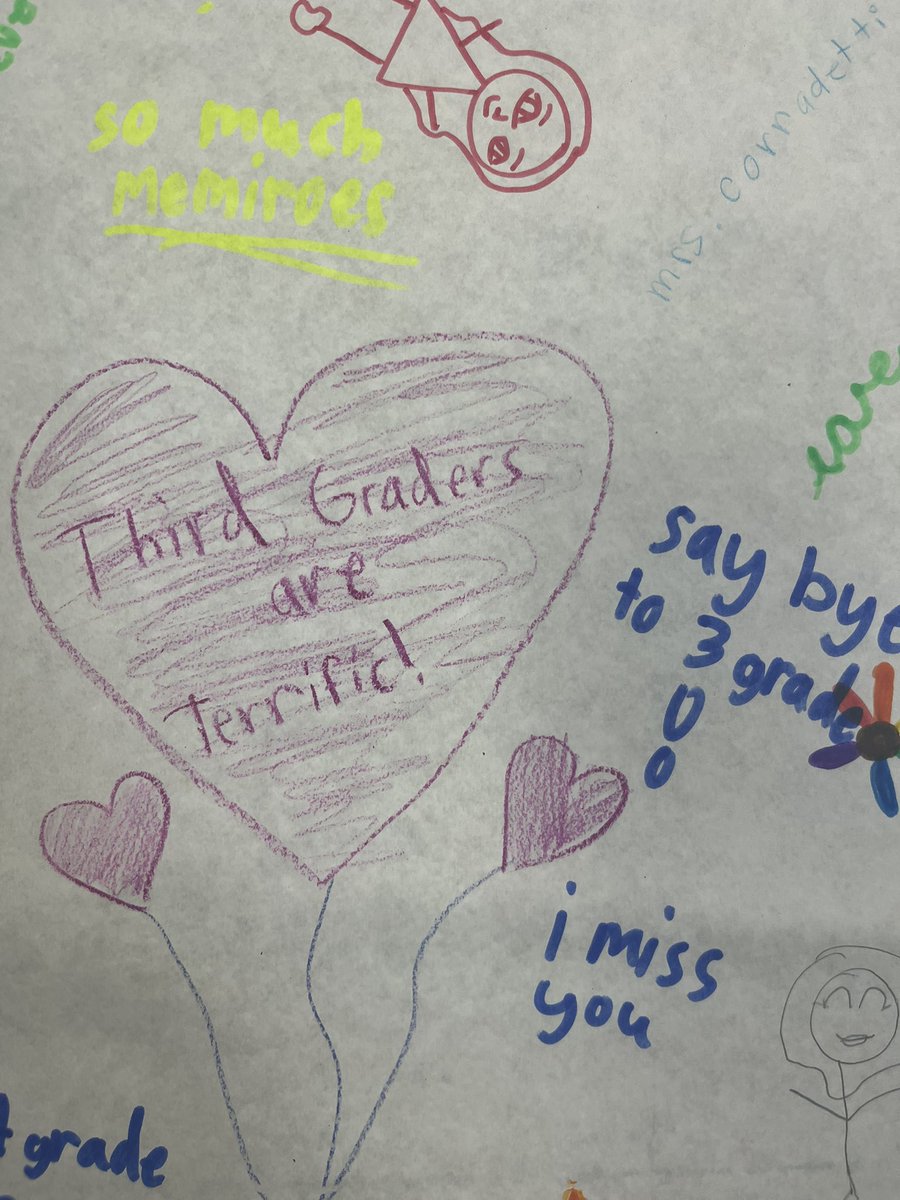 so much
memiroes
mrs. corradetti
Third Graders
are
Terrific!
say bye
to 3 grade
i miss
you
grade